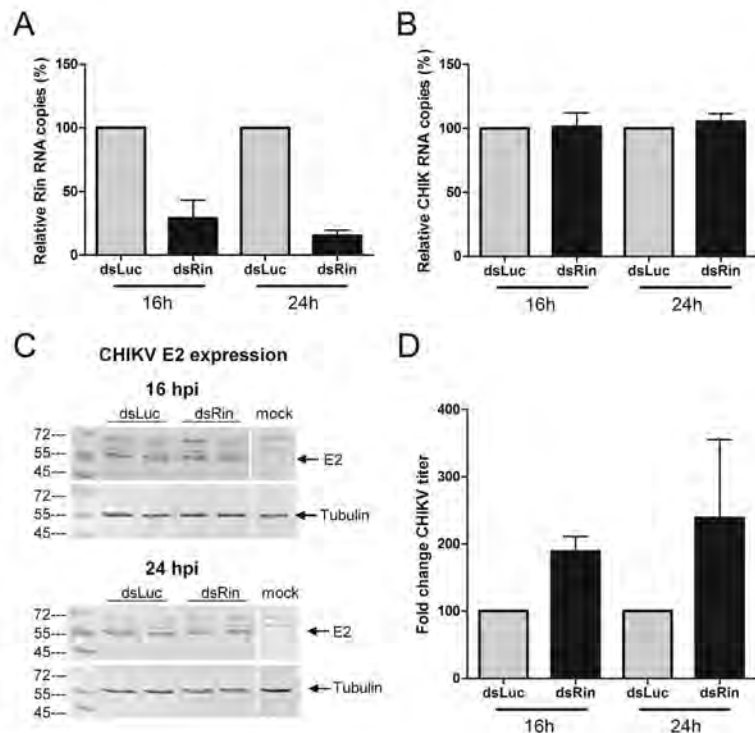 A
Relative Rin RNA copies (%)
150
100
50
0
dsLuc dsRin dsLuc dsRin
16h 24h
B
Relative CHIK RNA copies (%)
150
100
50
0
dsLuc dsRin dsLuc dsRin
16h 24h
C
CHIKV E2 expression
16 hpi
dsLuc dsRin mock
72---
55---
45---
E2
72---
55---
45---
Tubulin
24 hpi
dsLuc dsRin mock
72---
55---
45---
E2
72---
55---
45---
Tubulin
D
Fold change CHIKV titer
400
300
200
100
0
dsLuc dsRin dsLuc dsRin
16h 24h